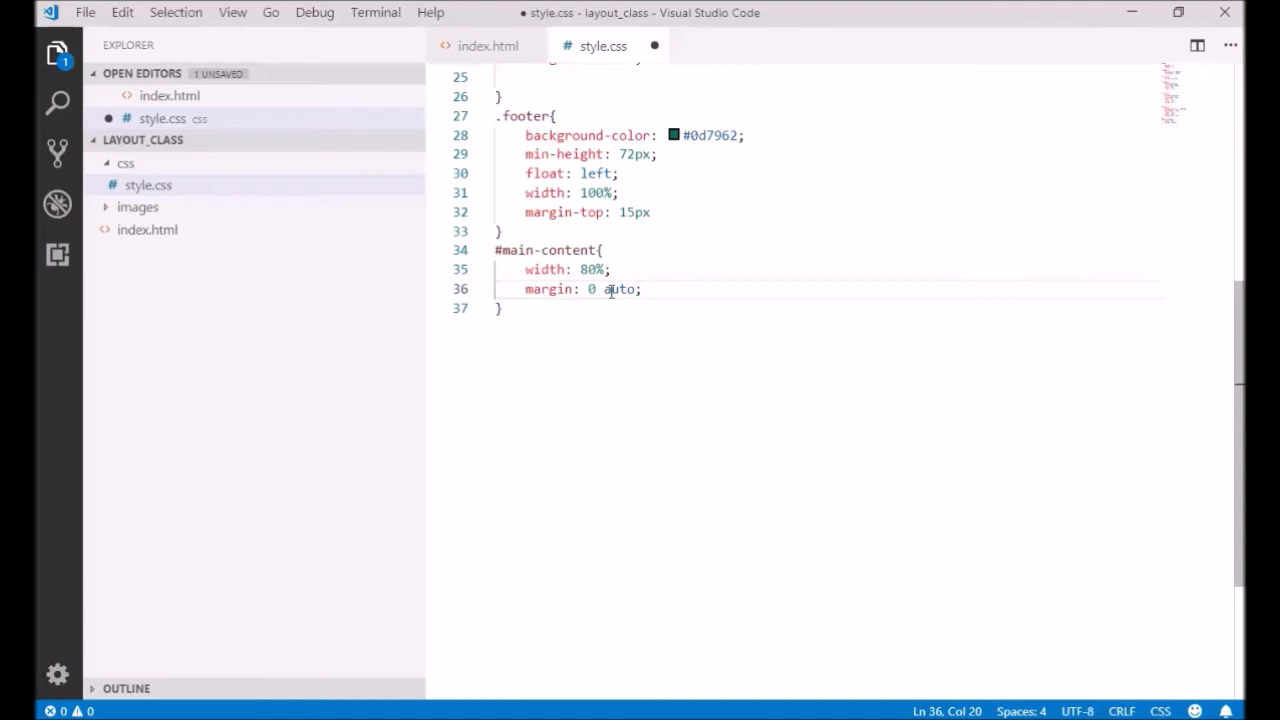 File Edit Selection View Go Debug Terminal Help
● style.css - layout_class - Visual Studio Code
EXPLORER
OPEN EDITORS 1 UNSAVED
index.html
style.css css
LAYOUT_CLASS
css
# style.css
images
index.html
OUTLINE
1
index.html
# style.css
25
26 }
27 .footer{
28 background-color: #0d7962;
29 min-height: 72px;
30 float: left;
31 width: 100%;
32 margin-top: 15px
33 }
34 #main-content{
35 width: 80%;
36 margin: 0 auto;
37 }
0 0
Ln 36, Col 20 Spaces: 4 UTF-8 CRLF CSS